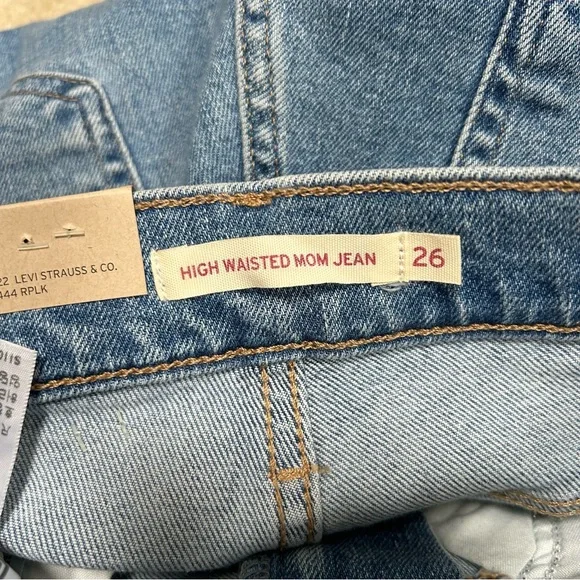 22 LEVI STRAUSS & CO.
444 RPLK
HIGH WAISTED MOM JEAN
26